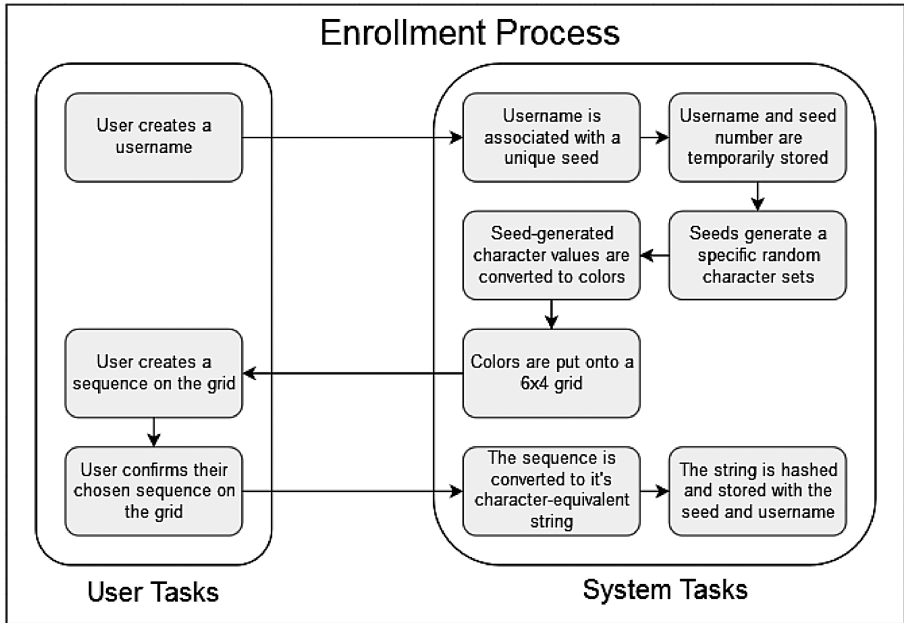 Enrollment Process
User creates a
username
Username is
associated with a
unique seed
Username and seed
number are
temporarily stored
Seed-generated
character values are
converted to colors
Seeds generate a
specific random
character sets
User creates a
sequence on the grid
Colors are put onto a
6x4 grid
User confirms their
chosen sequence on
the grid
The sequence is
converted to it's
character-equivalent
string
The string is hashed
and stored with the
seed and username
User Tasks
System Tasks